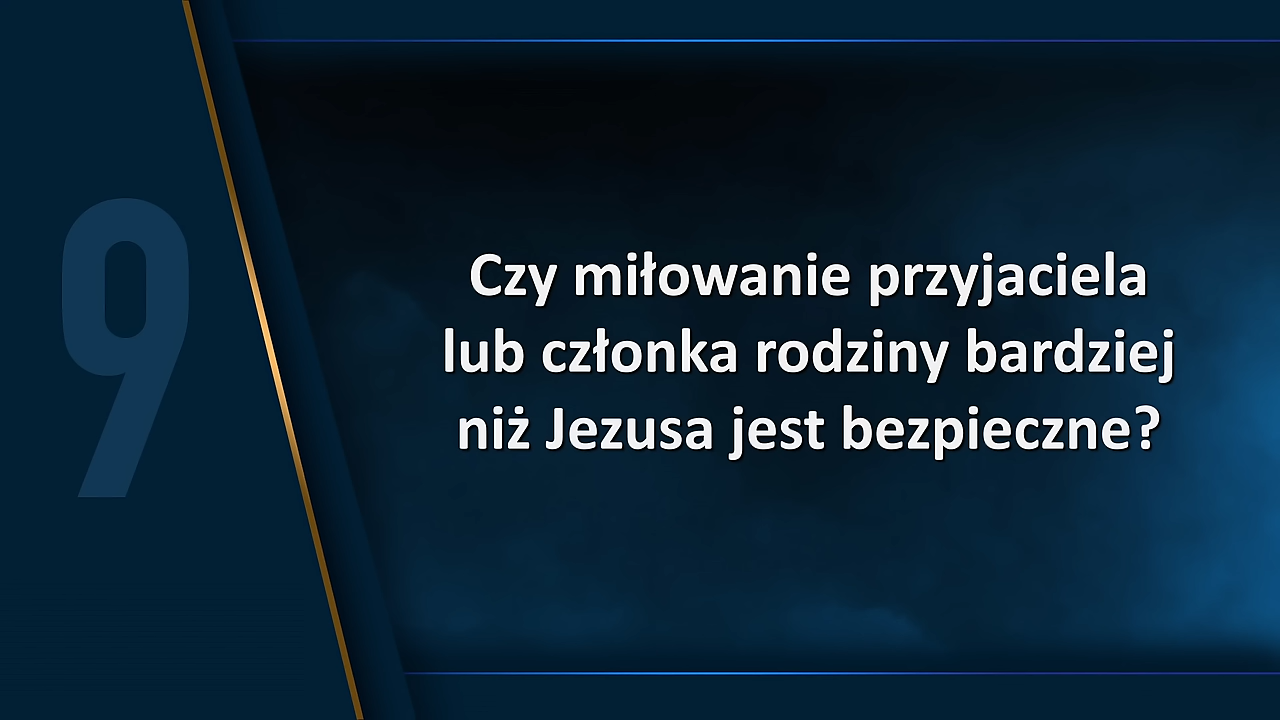 9
Czy miłowanie przyjaciela
lub członka rodziny bardziej
niż Jezusa jest bezpieczne?